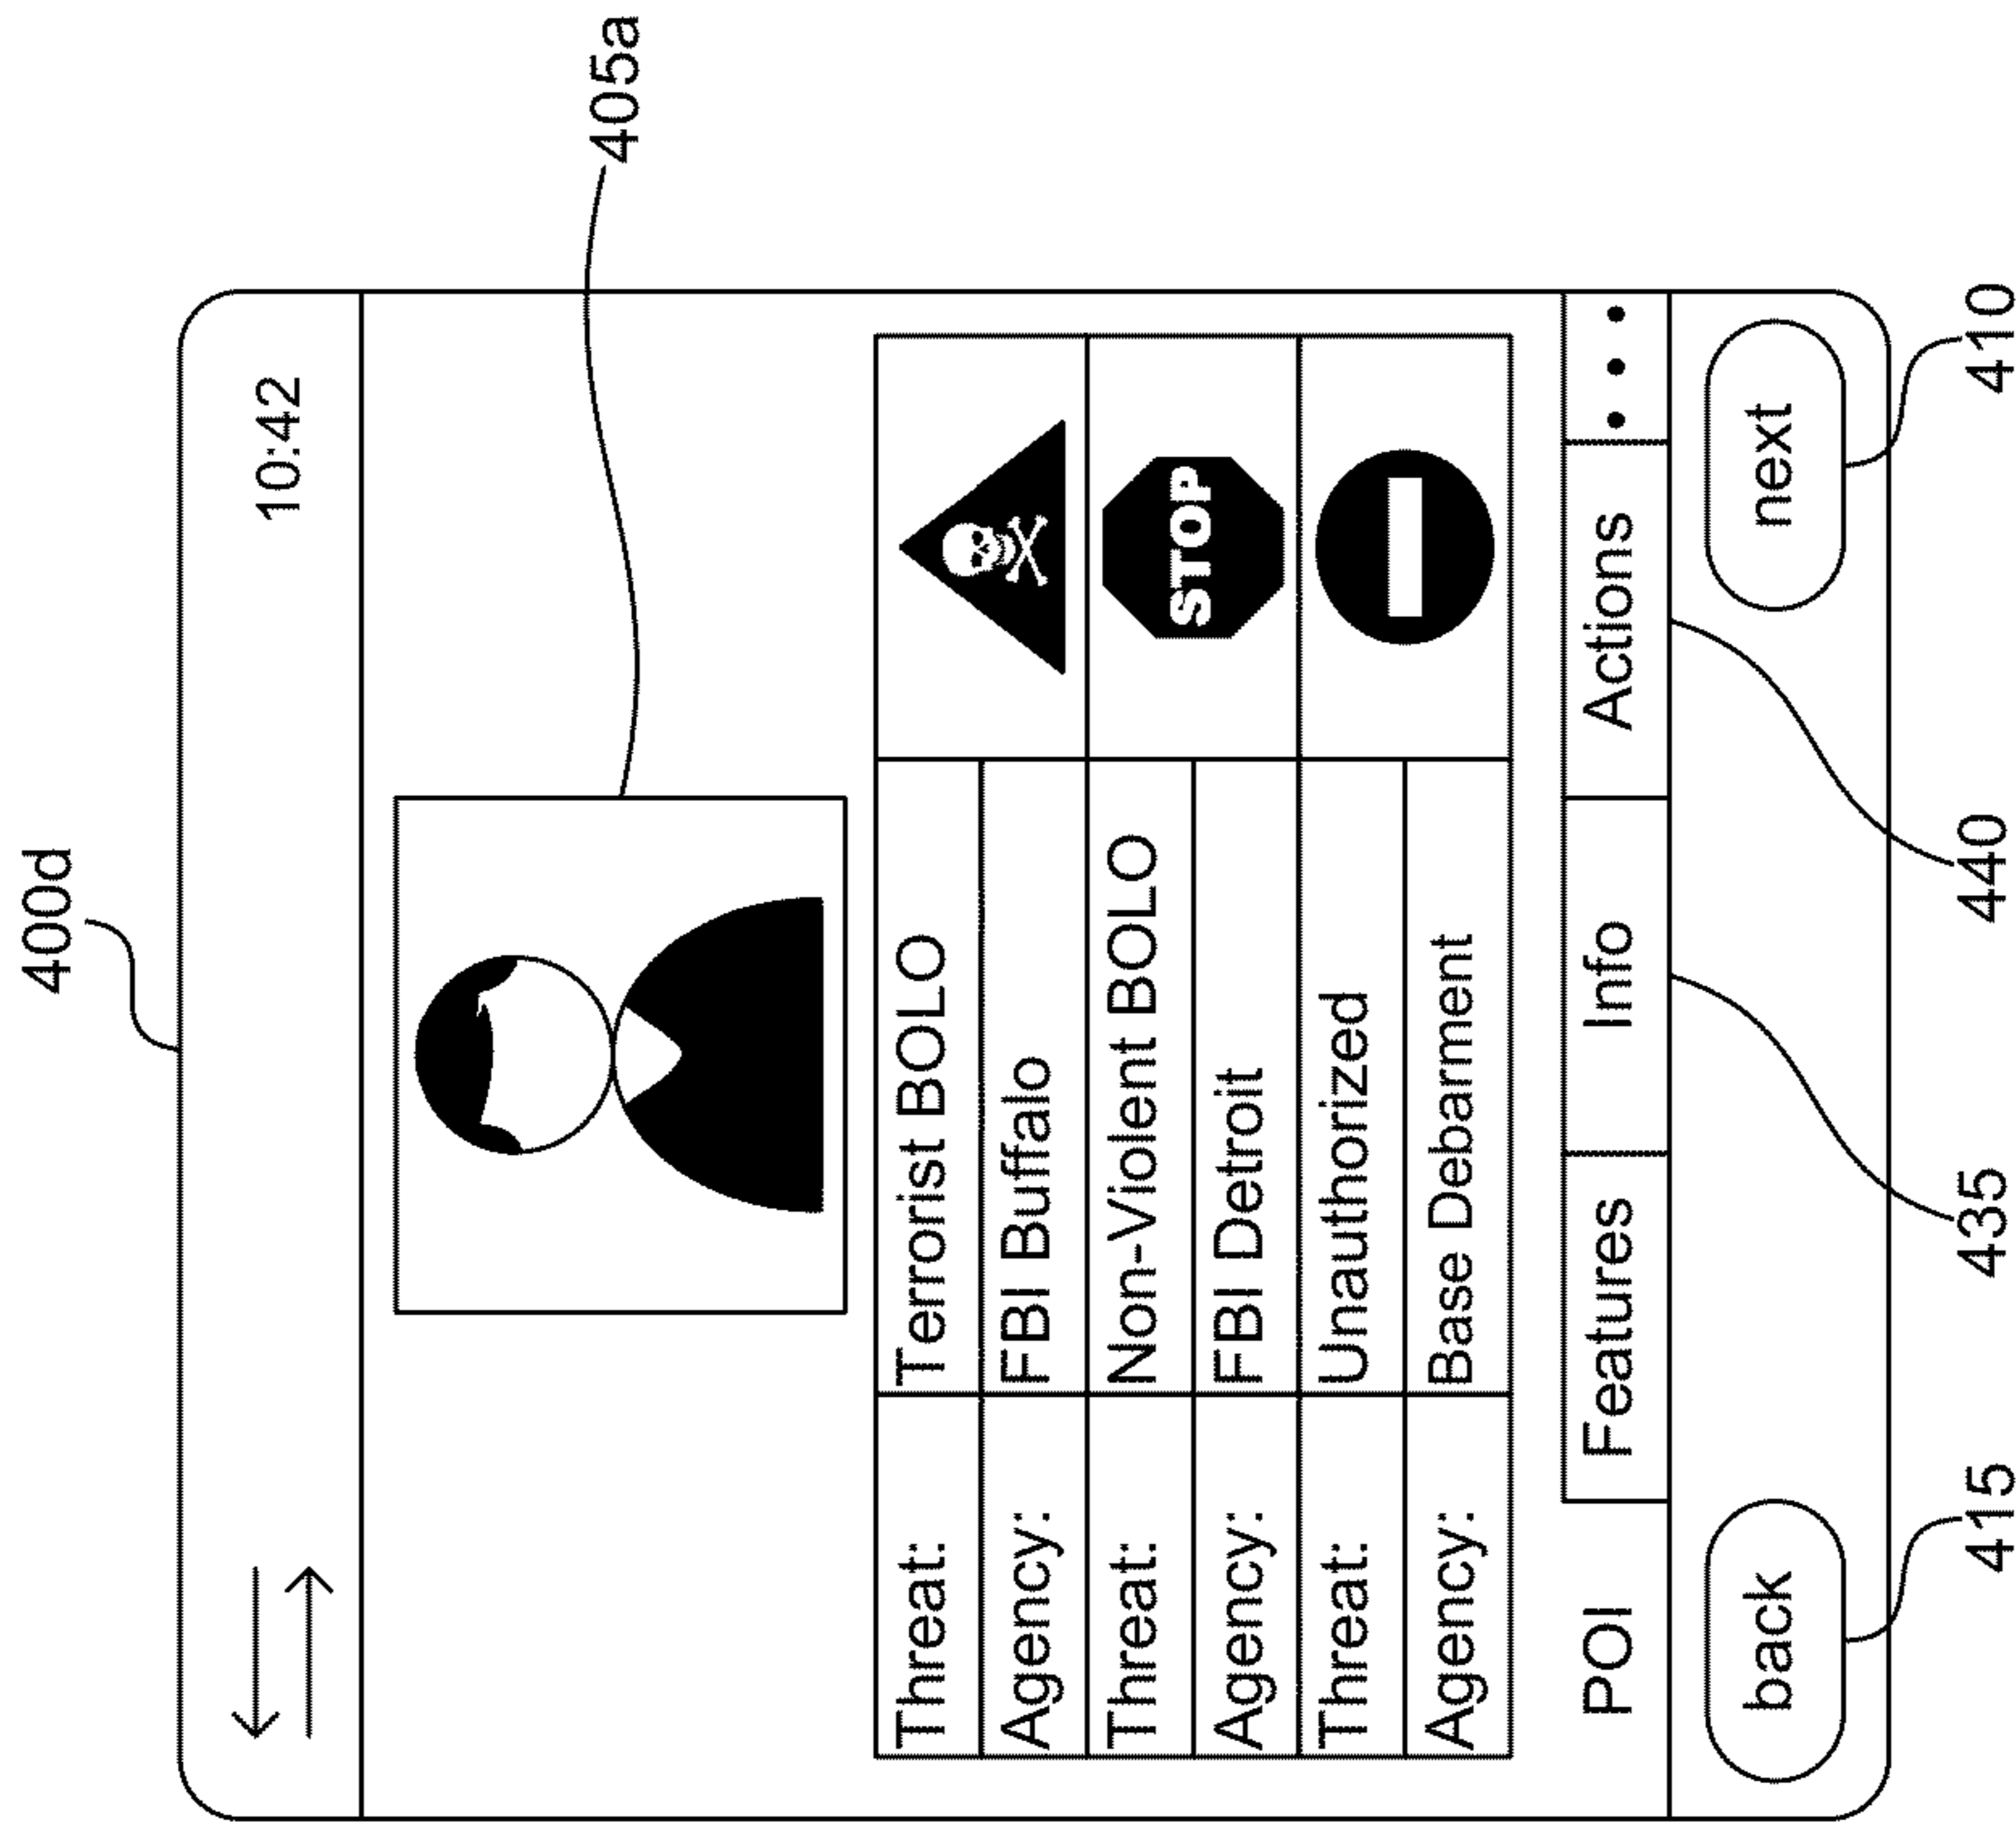 400d
10:42
405a
Threat: Terrorist BOLO
Agency: FBI Buffalo
Threat: Non-Violent BOLO
STOP
Agency: FBI Detroit
Threat: Unauthorized
Agency: Base Debarment
POI Features Info Actions
back next
415 435 440 410